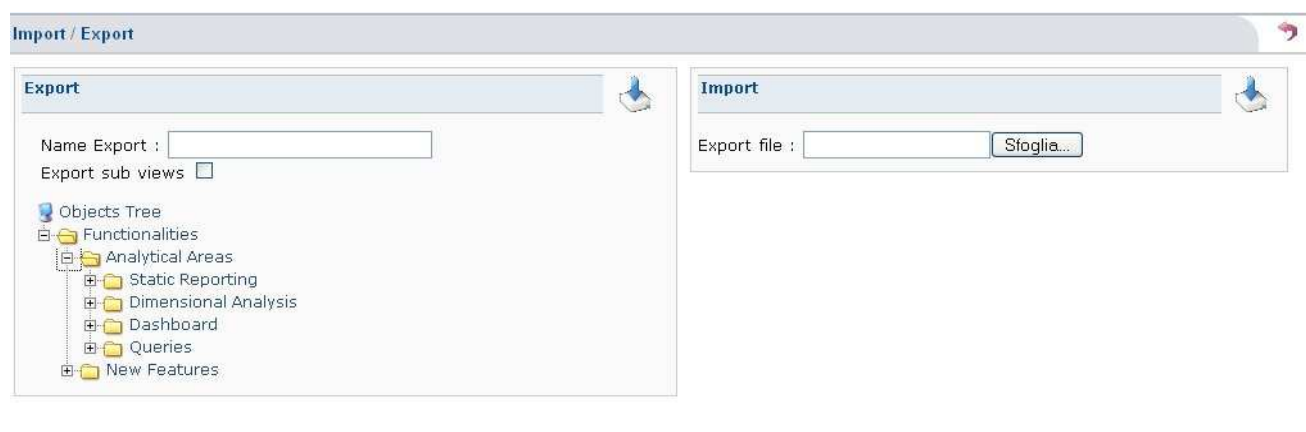 Import / Export
Export
Name Export :
Export sub views
Objects Tree
Functionalities
Analytical Areas
Static Reporting
Dimensional Analysis
Dashboard
Queries
New Features
Import
Export file :
Sfoglia...